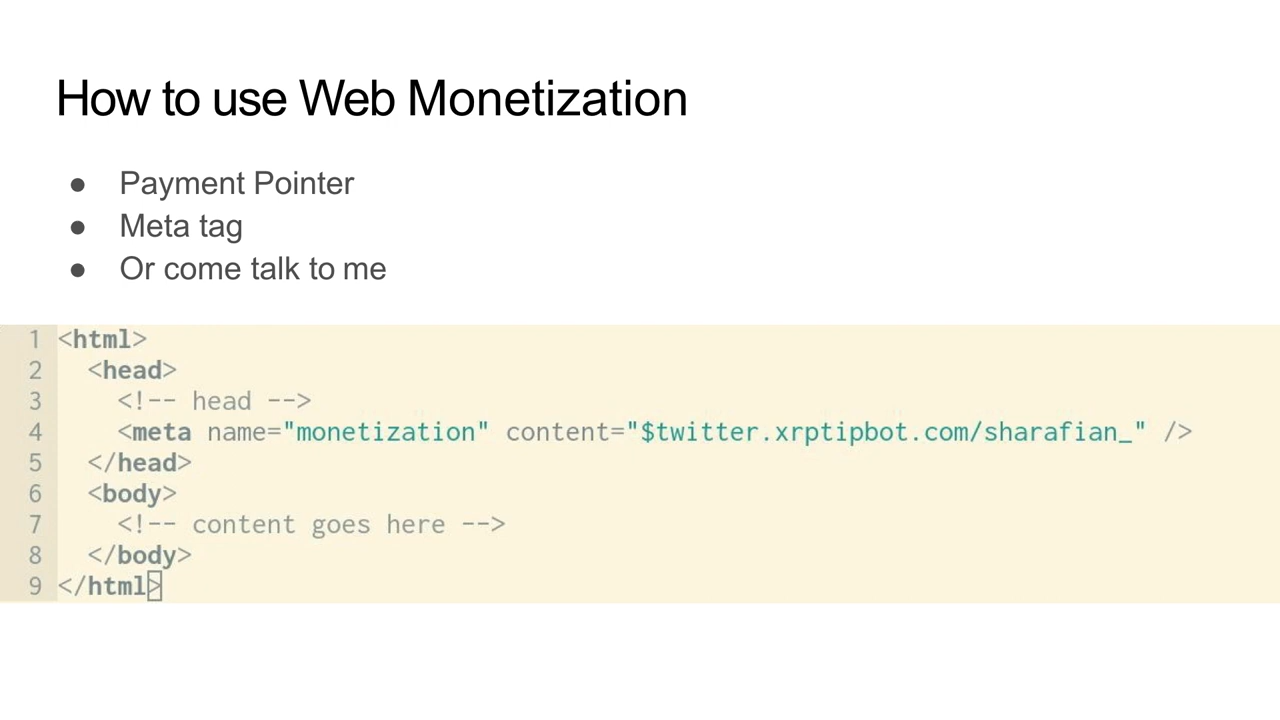 How to use Web Monetization
● Payment Pointer
● Meta tag
● Or come talk to me
1 <html>
2   <head>
3     <!-- head -->
4     <meta name="monetization" content="$twitter.xrptipbot.com/sharafian_" />
5   </head>
6   <body>
7     <!-- content goes here -->
8   </body>
9 </html>